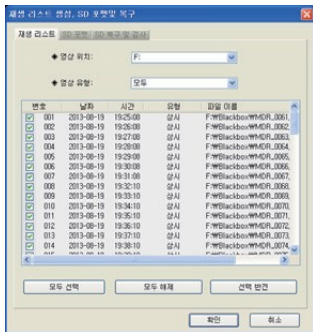 재생 리스트 생성, SD 포맷및 복구
재생 리스트 SD 포맷 SD 복구 및 검사
◆ 영상 위치: F:
◆ 영상 유형: 모두
번호 날짜 시간 유형 파일 이름
001 2013-08-19 19:25:08 상시 F:₩Blackbox₩MDR_0061,
002 2013-08-19 19:26:08 상시 F:₩Blackbox₩MDR_0062,
003 2013-08-19 19:27:08 상시 F:₩Blackbox₩MDR_0063,
004 2013-08-19 19:28:08 상시 F:₩Blackbox₩MDR_0064,
005 2013-08-19 19:29:08 상시 F:₩Blackbox₩MDR_0065,
006 2013-08-19 19:30:08 상시 F:₩Blackbox₩MDR_0066,
007 2013-08-19 19:31:08 상시 F:₩Blackbox₩MDR_0067,
008 2013-08-19 19:32:10 상시 F:₩Blackbox₩MDR_0068,
009 2013-08-19 19:33:10 상시 F:₩Blackbox₩MDR_0069,
010 2013-08-19 19:34:10 상시 F:₩Blackbox₩MDR_0070,
011 2013-08-19 19:35:10 상시 F:₩Blackbox₩MDR_0071,
012 2013-08-19 19:36:10 상시 F:₩Blackbox₩MDR_0072,
013 2013-08-19 19:37:10 상시 F:₩Blackbox₩MDR_0073,
014 2013-08-19 19:38:10 상시 F:₩Blackbox₩MDR_0074,
모두 선택 모두 해제 선택 반전
확인 취소